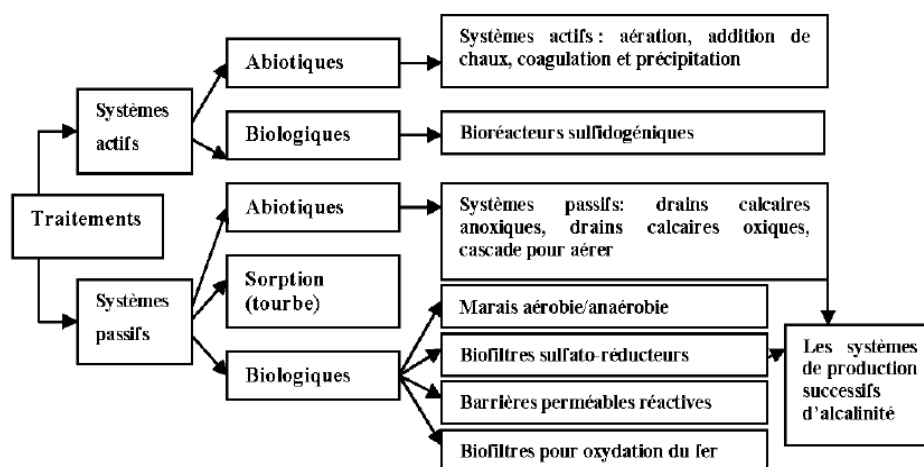 Traitements
Systèmes
actifs
Systèmes
passifs
Abiotiques
Biologiques
Abiotiques
Sorption
(tourbe)
Biologiques
Systèmes actifs : aération, addition de
chaux, coagulation et précipitation
Bioréacteurs sulfidogéniques
Systèmes passifs: drains calcaires
anoxiques, drains calcaires oxiques,
cascade pour aérer
Marais aérobie/anaérobie
Biofiltres sulfato-réducteurs
Barrières perméables réactives
Biofiltres pour oxydation du fer
Les systèmes
de production
successifs
d'alcalinité